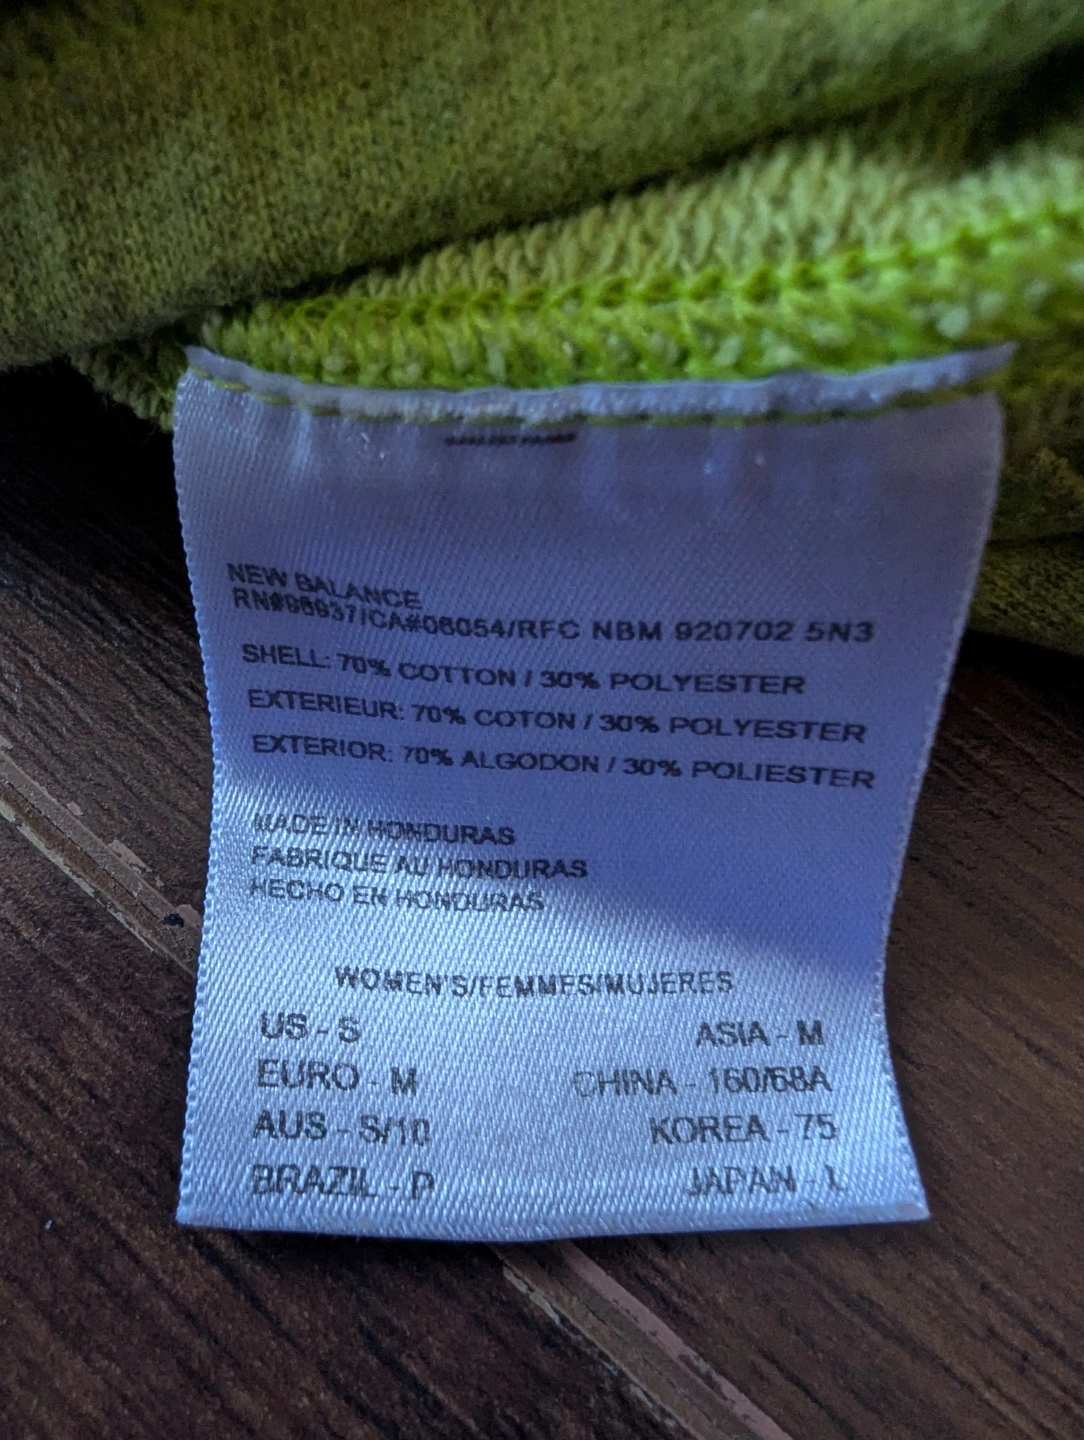 NEW BALANCE
RN#96937/CA#06054/RFC NBM 920702 5N3
SHELL: 70% COTTON / 30% POLYESTER
EXTERIEUR: 70% COTON / 30% POLYESTER
EXTERIOR: 70% ALGODON / 30% POLIESTER
MADE IN HONDURAS
FABRIQUE AU HONDURAS
HECHO EN HONDURAS
WOMEN'S/FEMMES/MUJERES
US - S ASIA - M
EURO - M CHINA - 160/68A
AUS - S/10 KOREA - 75
BRAZIL - P JAPAN - L